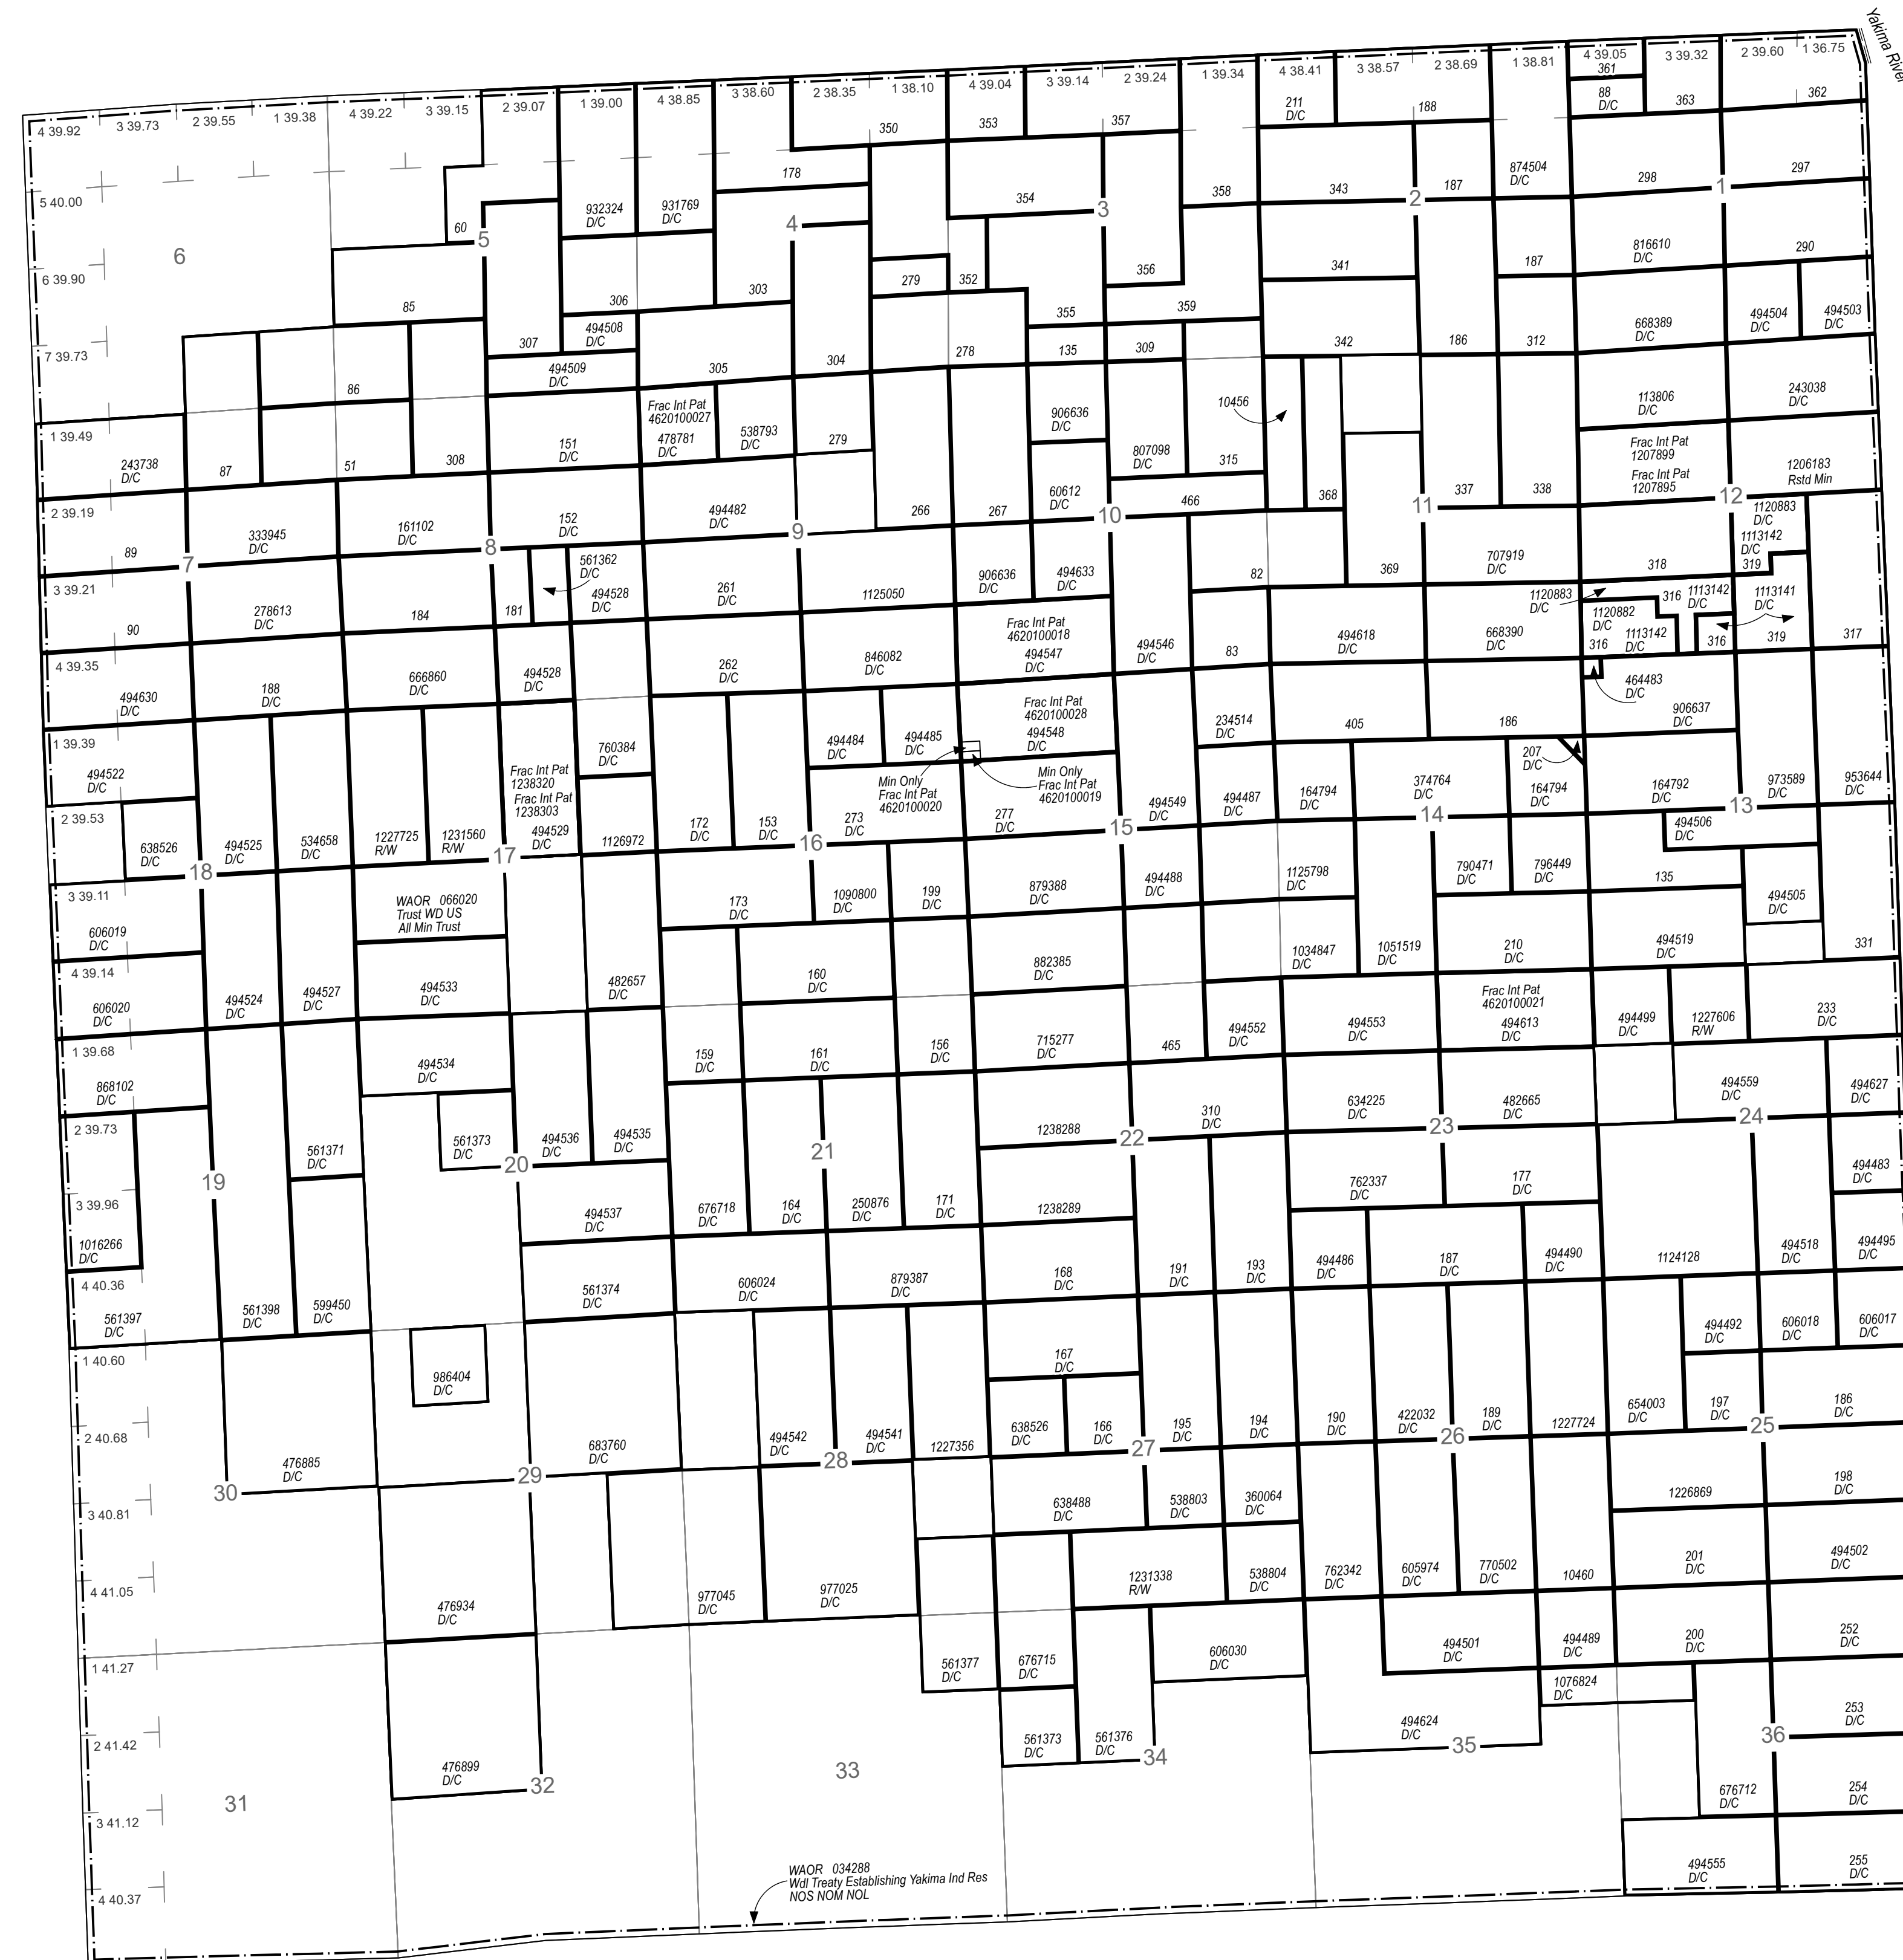 Yakima River
4 39.92
3 39.73
2 39.55
1 39.38
4 39.22
3 39.15
2 39.07
1 39.00
4 38.85
3 38.60
2 38.35
1 38.10
4 39.04
3 39.14
2 39.24
1 39.34
4 38.41
3 38.57
2 38.69
1 38.81
4 39.05
3 39.32
2 39.60
1 36.75
361
88
D/C
363
362
211
D/C
188
350
353
357
178
5 40.00
6
60
5
932324
D/C
931769
D/C
4
354
3
358
343
2
187
874504
D/C
298
1
297
6 39.90
85
306
303
279
352
356
341
187
816610
D/C
290
7 39.73
307
494508
D/C
305
304
278
355
135
359
309
342
186
312
668389
D/C
494504
D/C
494503
D/C
86
494509
D/C
1 39.49
243738
D/C
87
51
308
151
D/C
Frac Int Pat
4620100027
478781
D/C
538793
D/C
279
906636
D/C
807098
D/C
10456
315
113806
D/C
243038
D/C
Frac Int Pat
1207899
Frac Int Pat
1207895
1206183
Rstd Min
2 39.19
89
7
333945
D/C
161102
D/C
8
152
D/C
494482
D/C
9
266
267
60612
D/C
10
466
368
11
337
338
12
1120883
D/C
1113142
D/C
319
3 39.21
90
278613
D/C
184
181
561362
D/C
494528
D/C
261
D/C
1125050
906636
D/C
494633
D/C
82
369
707919
D/C
318
1120883
D/C
316
1113142
D/C
1113141
D/C
1120882
D/C
316
1113142
D/C
316
319
317
4 39.35
494630
D/C
188
D/C
666860
D/C
494528
D/C
262
D/C
846082
D/C
Frac Int Pat
4620100018
494547
D/C
494546
D/C
83
494618
D/C
668390
D/C
464483
D/C
906637
D/C
1 39.39
494522
D/C
Frac Int Pat
1238320
Frac Int Pat
1238303
494529
D/C
760384
D/C
494484
D/C
494485
D/C
Frac Int Pat
4620100028
494548
D/C
Min Only
Frac Int Pat
4620100020
Min Only
Frac Int Pat
4620100019
234514
D/C
405
186
207
D/C
2 39.53
638526
D/C
18
494525
D/C
534658
D/C
1227725
R/W
1231560
R/W
17
1126972
172
D/C
153
D/C
16
273
D/C
277
D/C
15
494549
D/C
494487
D/C
164794
D/C
374764
D/C
14
164794
D/C
164792
D/C
13
973589
D/C
953644
D/C
494506
D/C
3 39.11
606019
D/C
WAOR 066020
Trust WD US
All Min Trust
173
D/C
1090800
D/C
199
D/C
879388
D/C
494488
D/C
1125798
D/C
790471
D/C
796449
D/C
135
494505
D/C
4 39.14
606020
D/C
494524
D/C
494527
D/C
494533
D/C
482657
D/C
160
D/C
882385
D/C
1034847
D/C
1051519
D/C
210
D/C
494519
D/C
331
1 39.68
868102
D/C
494534
D/C
159
D/C
161
D/C
156
D/C
715277
D/C
465
494552
D/C
494553
D/C
Frac Int Pat
4620100021
494613
D/C
494499
D/C
1227606
R/W
233
D/C
2 39.73
561371
D/C
561373
D/C
20
494536
D/C
494535
D/C
21
1238288
22
310
D/C
634225
D/C
23
482665
D/C
494559
D/C
24
494627
D/C
19
3 39.96
1016266
D/C
494537
D/C
676718
D/C
164
D/C
250876
D/C
171
D/C
1238289
762337
D/C
177
D/C
494483
D/C
4 40.36
561397
D/C
561398
D/C
599450
D/C
561374
D/C
606024
D/C
879387
D/C
168
D/C
191
D/C
193
D/C
494486
D/C
187
D/C
494490
D/C
1124128
494518
D/C
494495
D/C
1 40.60
986404
D/C
167
D/C
494492
D/C
606018
D/C
606017
D/C
2 40.68
476885
D/C
30
29
683760
D/C
494542
D/C
28
494541
D/C
1227356
638526
D/C
166
D/C
27
195
D/C
194
D/C
190
D/C
422032
D/C
26
189
D/C
1227724
654003
D/C
197
D/C
25
186
D/C
3 40.81
638488
D/C
538803
D/C
360064
D/C
1226869
198
D/C
4 41.05
476934
D/C
977045
D/C
977025
D/C
1231338
R/W
538804
D/C
762342
D/C
605974
D/C
770502
D/C
10460
201
D/C
494502
D/C
1 41.27
561377
D/C
676715
D/C
606030
D/C
494501
D/C
494489
D/C
200
D/C
252
D/C
1076824
D/C
2 41.42
476899
D/C
32
33
561373
D/C
561376
D/C
34
494624
D/C
35
36
253
D/C
31
3 41.12
676712
D/C
254
D/C
4 40.37
WAOR 034288
Wdl Treaty Establishing Yakima Ind Res
NOS NOM NOL
494555
D/C
255
D/C